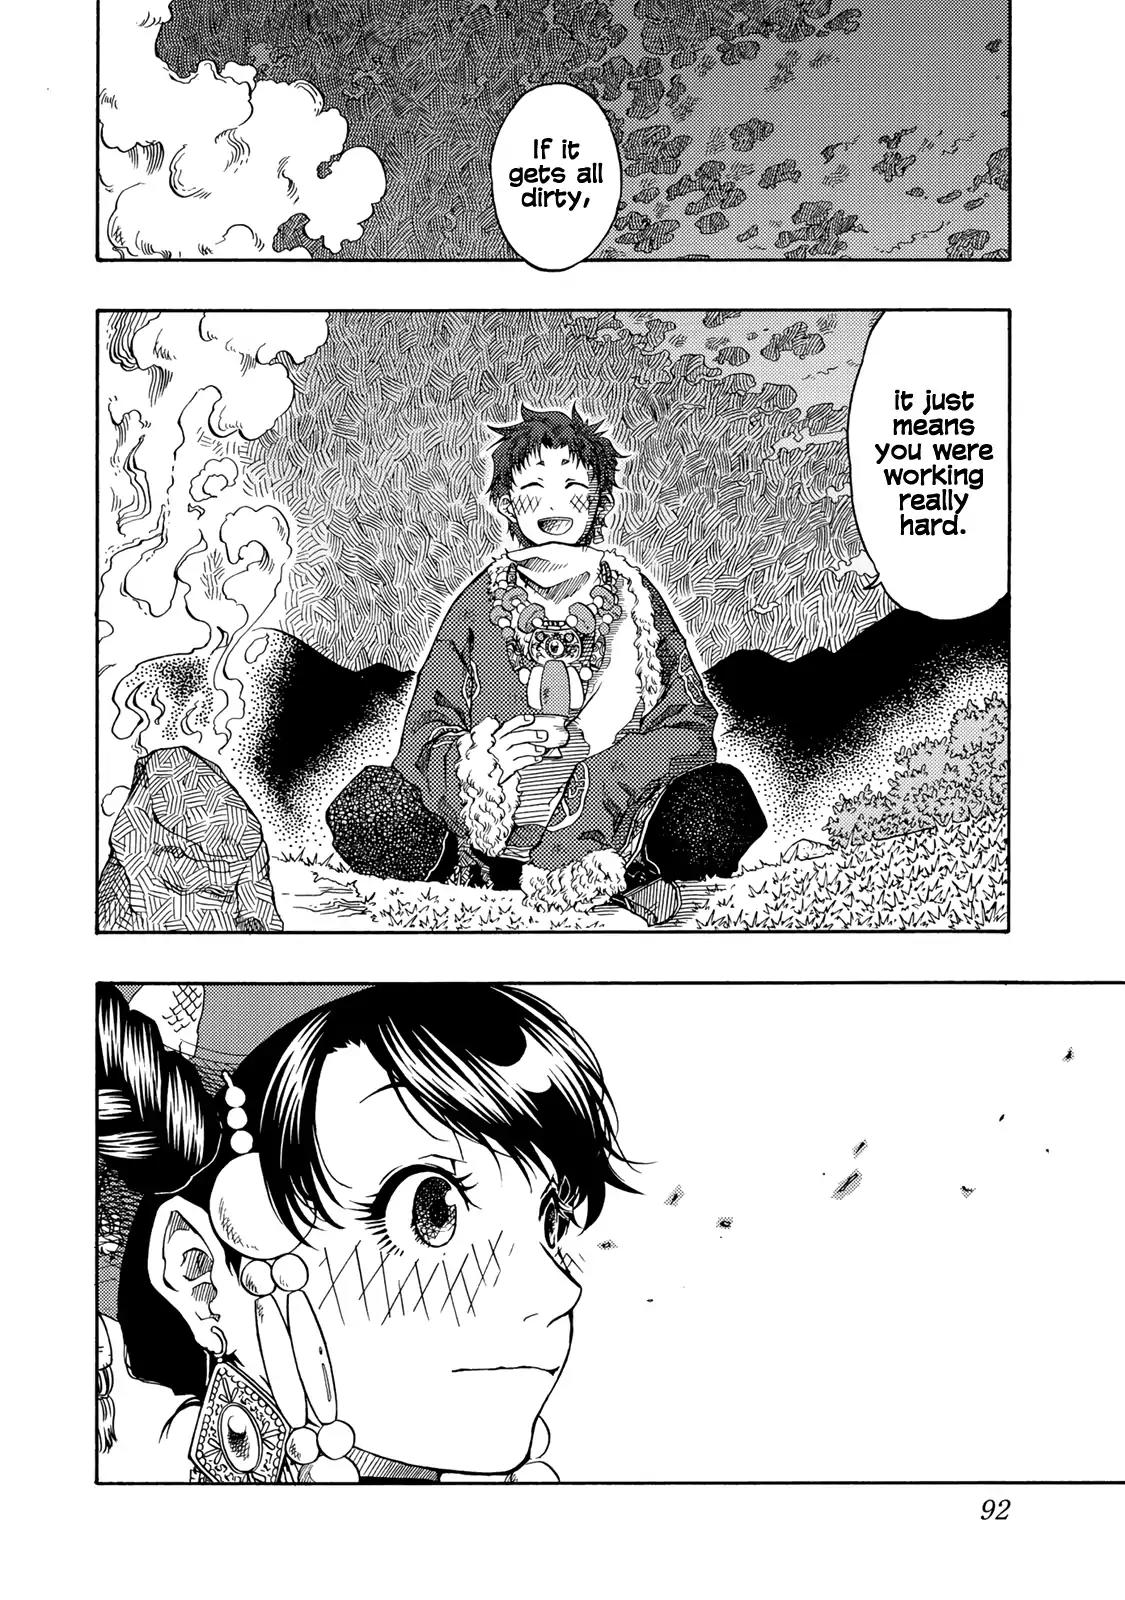 If it
gets all
dirty,
it just
means
you were
working
really
hard.
92